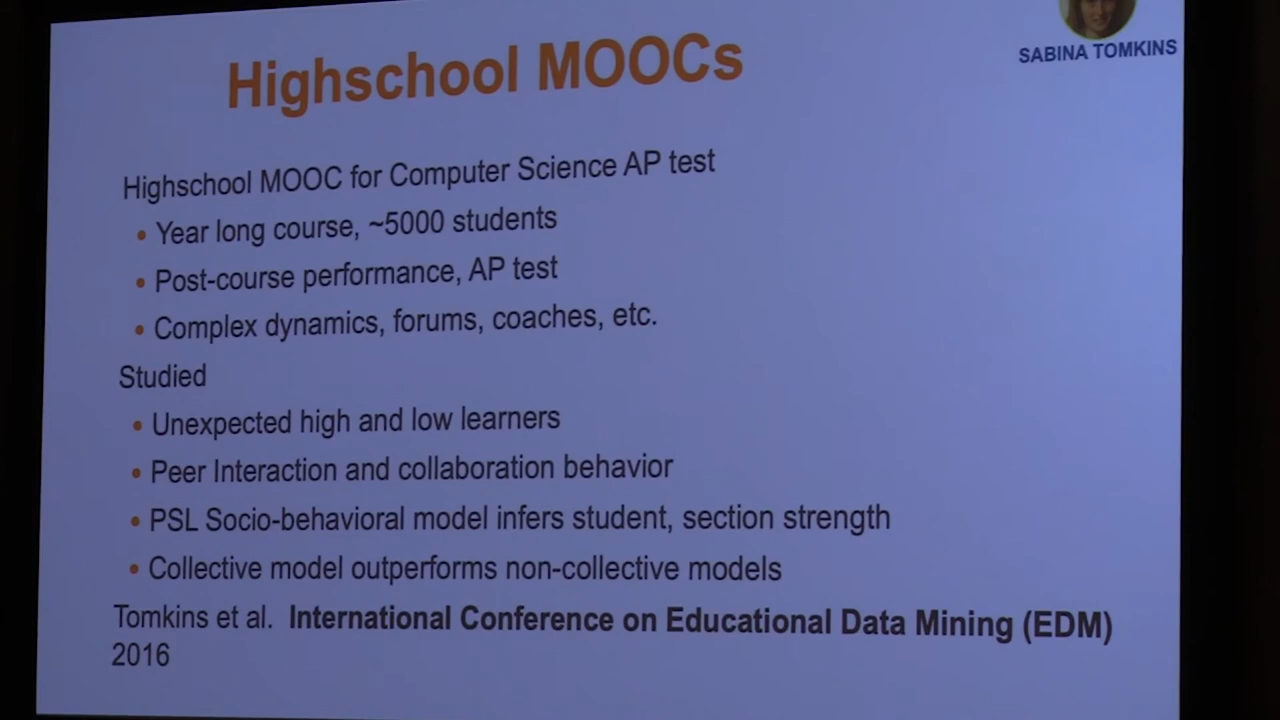 SABINA TOMKINS
Highschool MOOCs
Highschool MOOC for Computer Science AP test
• Year long course, ~5000 students
• Post-course performance, AP test
• Complex dynamics, forums, coaches, etc.
Studied
• Unexpected high and low learners
• Peer Interaction and collaboration behavior
• PSL Socio-behavioral model infers student, section strength
• Collective model outperforms non-collective models
Tomkins et al. International Conference on Educational Data Mining (EDM)
2016